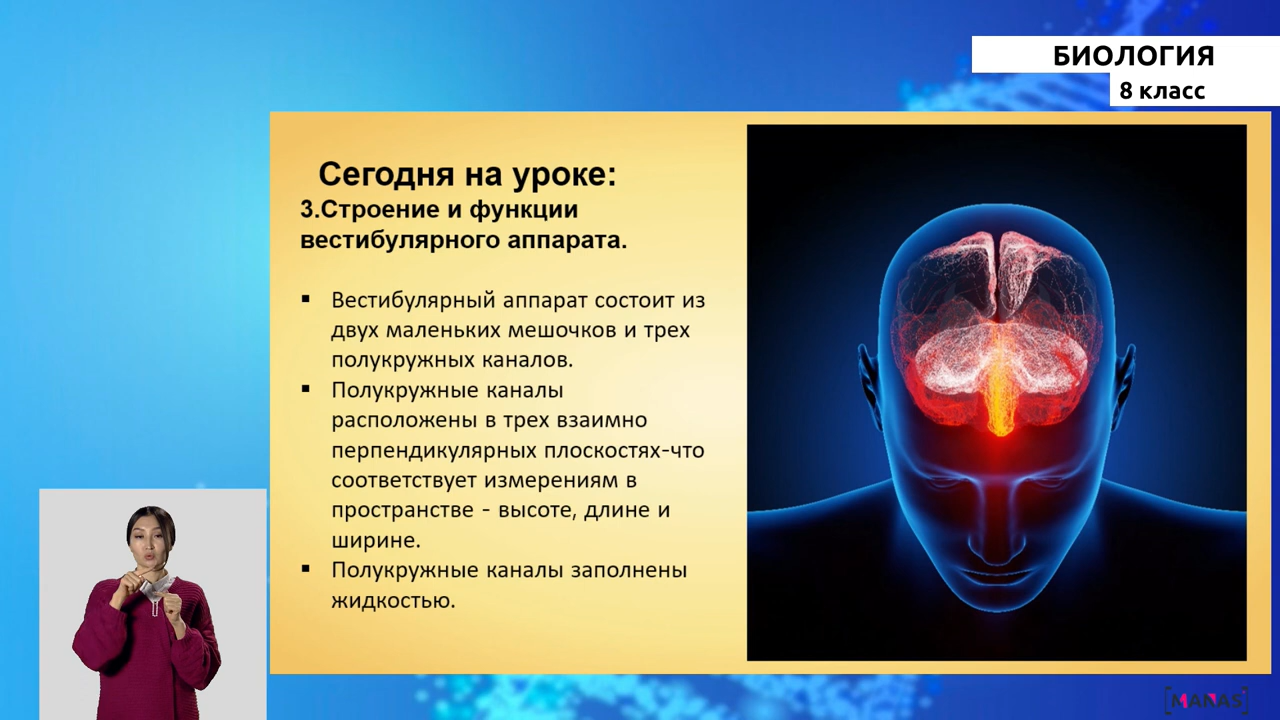 БИОЛОГИЯ
8 класс
Сегодня на уроке:
3.Строение и функции
вестибулярного аппарата.
▪ Вестибулярный аппарат состоит из
двух маленьких мешочков и трех
полукружных каналов.
▪ Полукружные каналы
расположены в трех взаимно
перпендикулярных плоскостях-что
соответствует измерениям в
пространстве - высоте, длине и
ширине.
▪ Полукружные каналы заполнены
жидкостью.
[MANAS]